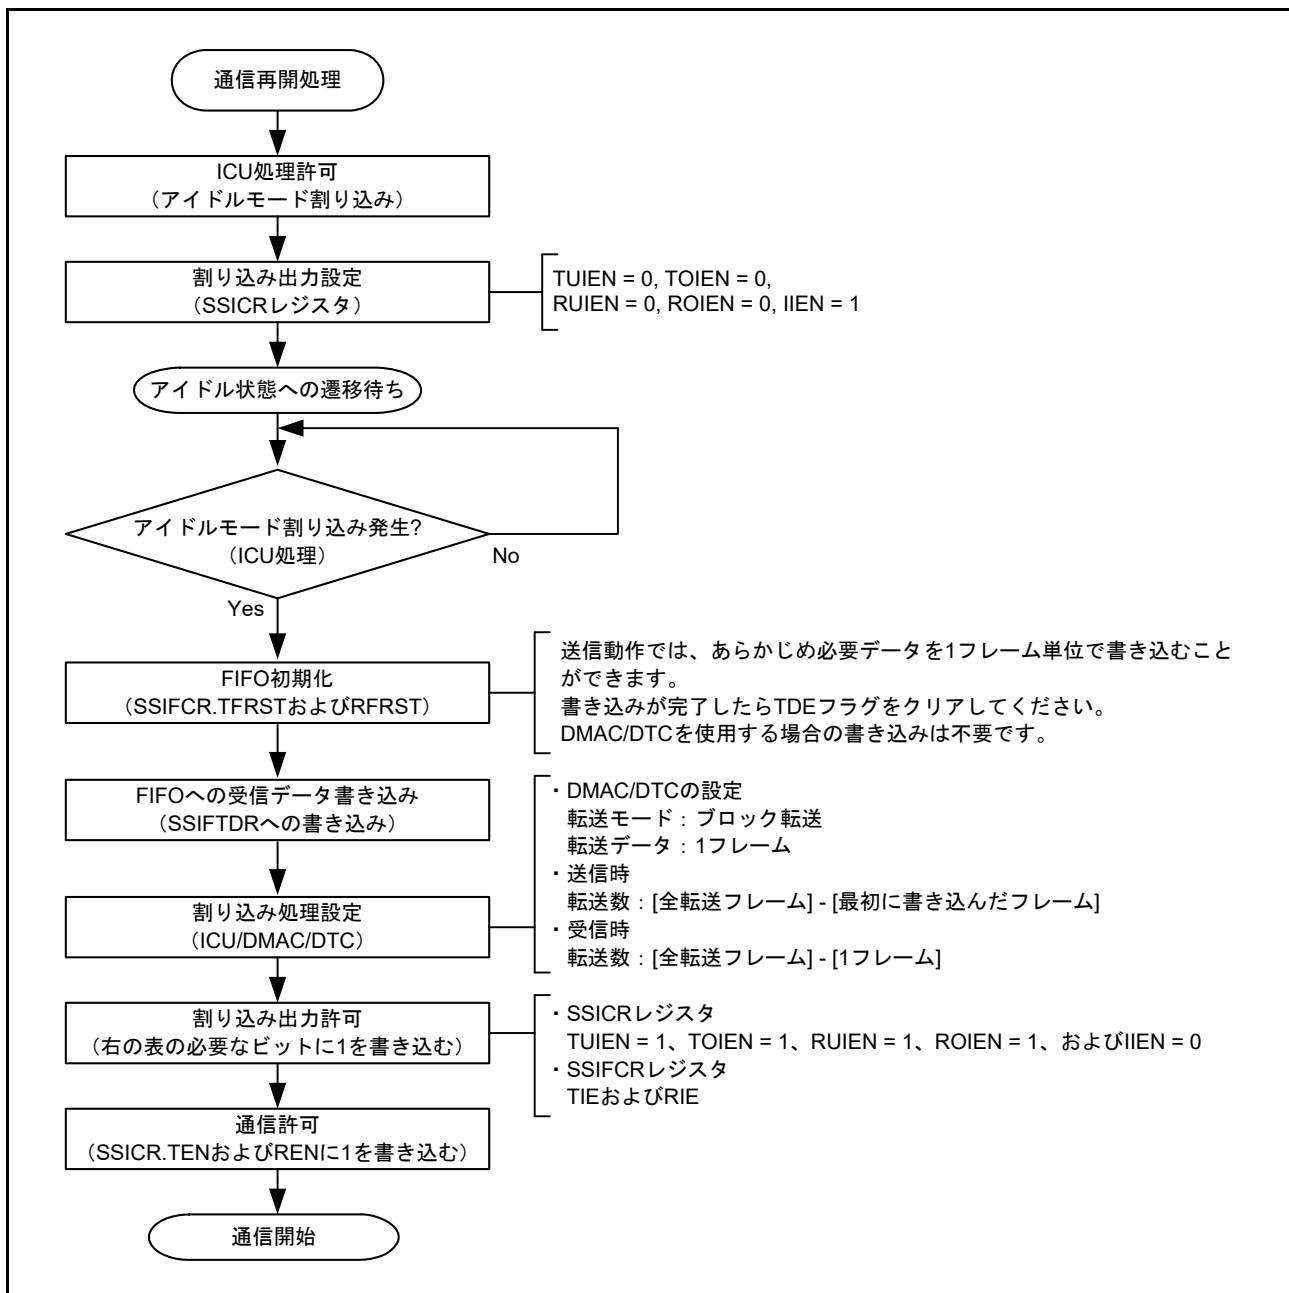 通信再開処理
ICU処理許可
（アイドルモード割り込み）
割り込み出力設定
（SSICRレジスタ）
TUIEN = 0, TOIEN = 0,
RUIEN = 0, ROIEN = 0, IIEN = 1
アイドル状態への遷移待ち
アイドルモード割り込み発生?
（ICU処理）
No
Yes
FIFO初期化
（SSIFCR.TFRSTおよびRFRST）
送信動作では、あらかじめ必要データを1フレーム単位で書き込むこと
ができます。
書き込みが完了したらTDEフラグをクリアしてください。
DMAC/DTCを使用する場合の書き込みは不要です。
FIFOへの受信データ書き込み
（SSIFTDRへの書き込み）
・DMAC/DTCの設定
転送モード：ブロック転送
転送データ：1フレーム
・送信時
転送数：[全転送フレーム] - [最初に書き込んだフレーム]
・受信時
転送数：[全転送フレーム] - [1フレーム]
割り込み処理設定
（ICU/DMAC/DTC）
割り込み出力許可
（右の表の必要なビットに1を書き込む）
・SSICRレジスタ
TUIEN = 1、TOIEN = 1、RUIEN = 1、ROIEN = 1、およびIIEN = 0
・SSIFCRレジスタ
TIEおよびRIE
通信許可
（SSICR.TENおよびRENに1を書き込む）
通信開始